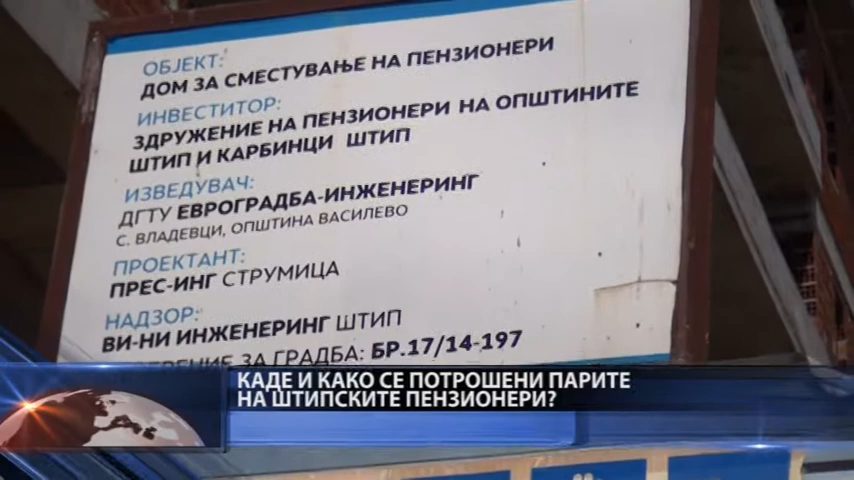 ОБЈЕКТ:
ДОМ ЗА СМЕСТУВАЊЕ НА ПЕНЗИОНЕРИ
ИНВЕСТИТОР:
ЗДРУЖЕНИЕ НА ПЕНЗИОНЕРИ НА ОПШТИНИТЕ
ШТИП И КАРБИНЦИ ШТИП
ИЗВЕДУВАЧ:
ДГТУ ЕВРОГРАДБА-ИНЖЕНЕРИНГ
С. ВЛАДЕВЦИ, ОПШТИНА ВАСИЛЕВО
ПРОЕКТАНТ:
ПРЕС-ИНГ СТРУМИЦА
НАДЗОР:
ВИ-НИ ИНЖЕНЕРИНГ ШТИП
ЗА ГРАДБА: БР.17/14-197
КАДЕ И КАКО СЕ ПОТРОШЕНИ ПАРИТЕ
НА ШТИПСКИТЕ ПЕНЗИОНЕРИ?